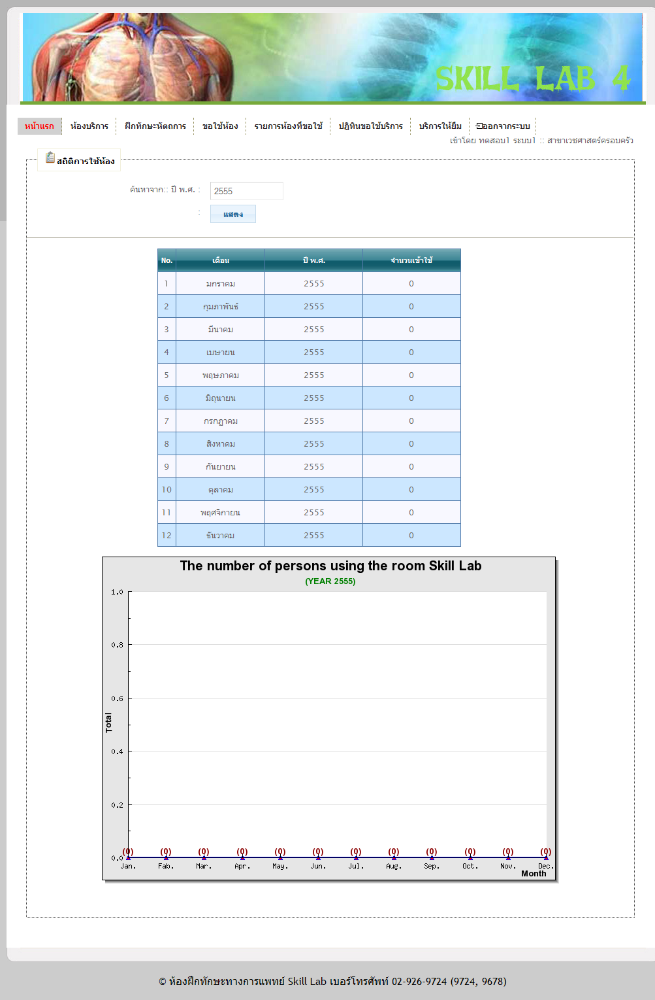 SKILL LAB 4
หน้าแรก ห้องบริการ ฝึกทักษะหัตถการ ขอใช้ห้อง รายการห้องที่ขอใช้ ปฏิทินขอใช้บริการ บริการให้ยืม ออกจากระบบ
เข้าโดย ทดสอบ1 ระบบ1 :: สาขาเวชศาสตร์ครอบครัว
สถิติการใช้ห้อง
ค้นหาจาก:: ปี พ.ศ. : 2555
: แสดง
No. เดือน ปี พ.ศ. จำนวนเข้าใช้
1 มกราคม 2555 0
2 กุมภาพันธ์ 2555 0
3 มีนาคม 2555 0
4 เมษายน 2555 0
5 พฤษภาคม 2555 0
6 มิถุนายน 2555 0
7 กรกฎาคม 2555 0
8 สิงหาคม 2555 0
9 กันยายน 2555 0
10 ตุลาคม 2555 0
11 พฤศจิกายน 2555 0
12 ธันวาคม 2555 0
The number of persons using the room Skill Lab
(YEAR 2555)
1.0
0.8
0.6
Total
0.4
0.2
(0) (0) (0) (0) (0) (0) (0) (0) (0) (0) (0) (0)
0.0
Jan. Fab. Mar. Apr. May. Jun. Jul. Aug. Sep. Oct. Nov. Dec.
Month
© ห้องฝึกทักษะทางการแพทย์ Skill Lab เบอร์โทรศัพท์ 02-926-9724 (9724, 9678)